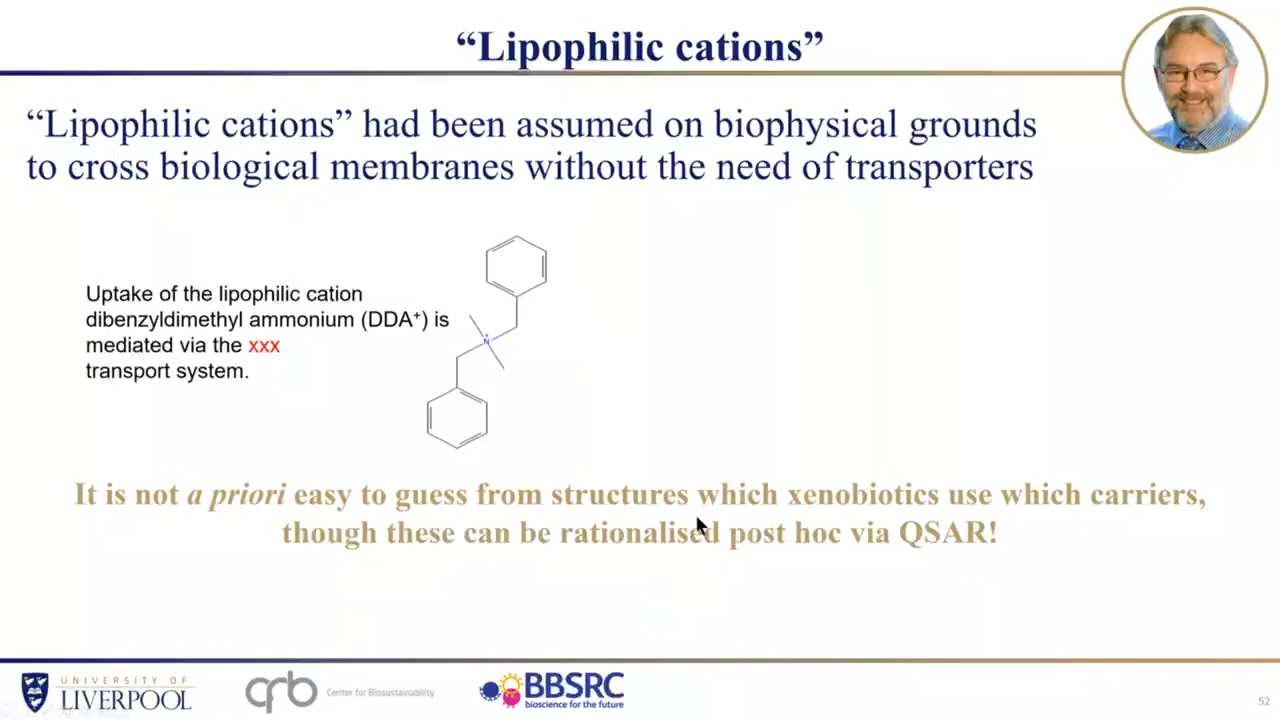 “Lipophilic cations”
“Lipophilic cations” had been assumed on biophysical grounds
to cross biological membranes without the need of transporters
Uptake of the lipophilic cation
dibenzyldimethyl ammonium (DDA⁺) is
mediated via the xxx
transport system.
N⁺
It is not a priori easy to guess from structures which xenobiotics use which carriers,
though these can be rationalised post hoc via QSAR!
UNIVERSITY OF
LIVERPOOL
Center for Biosustainability
BBSRC
bioscience for the future
52